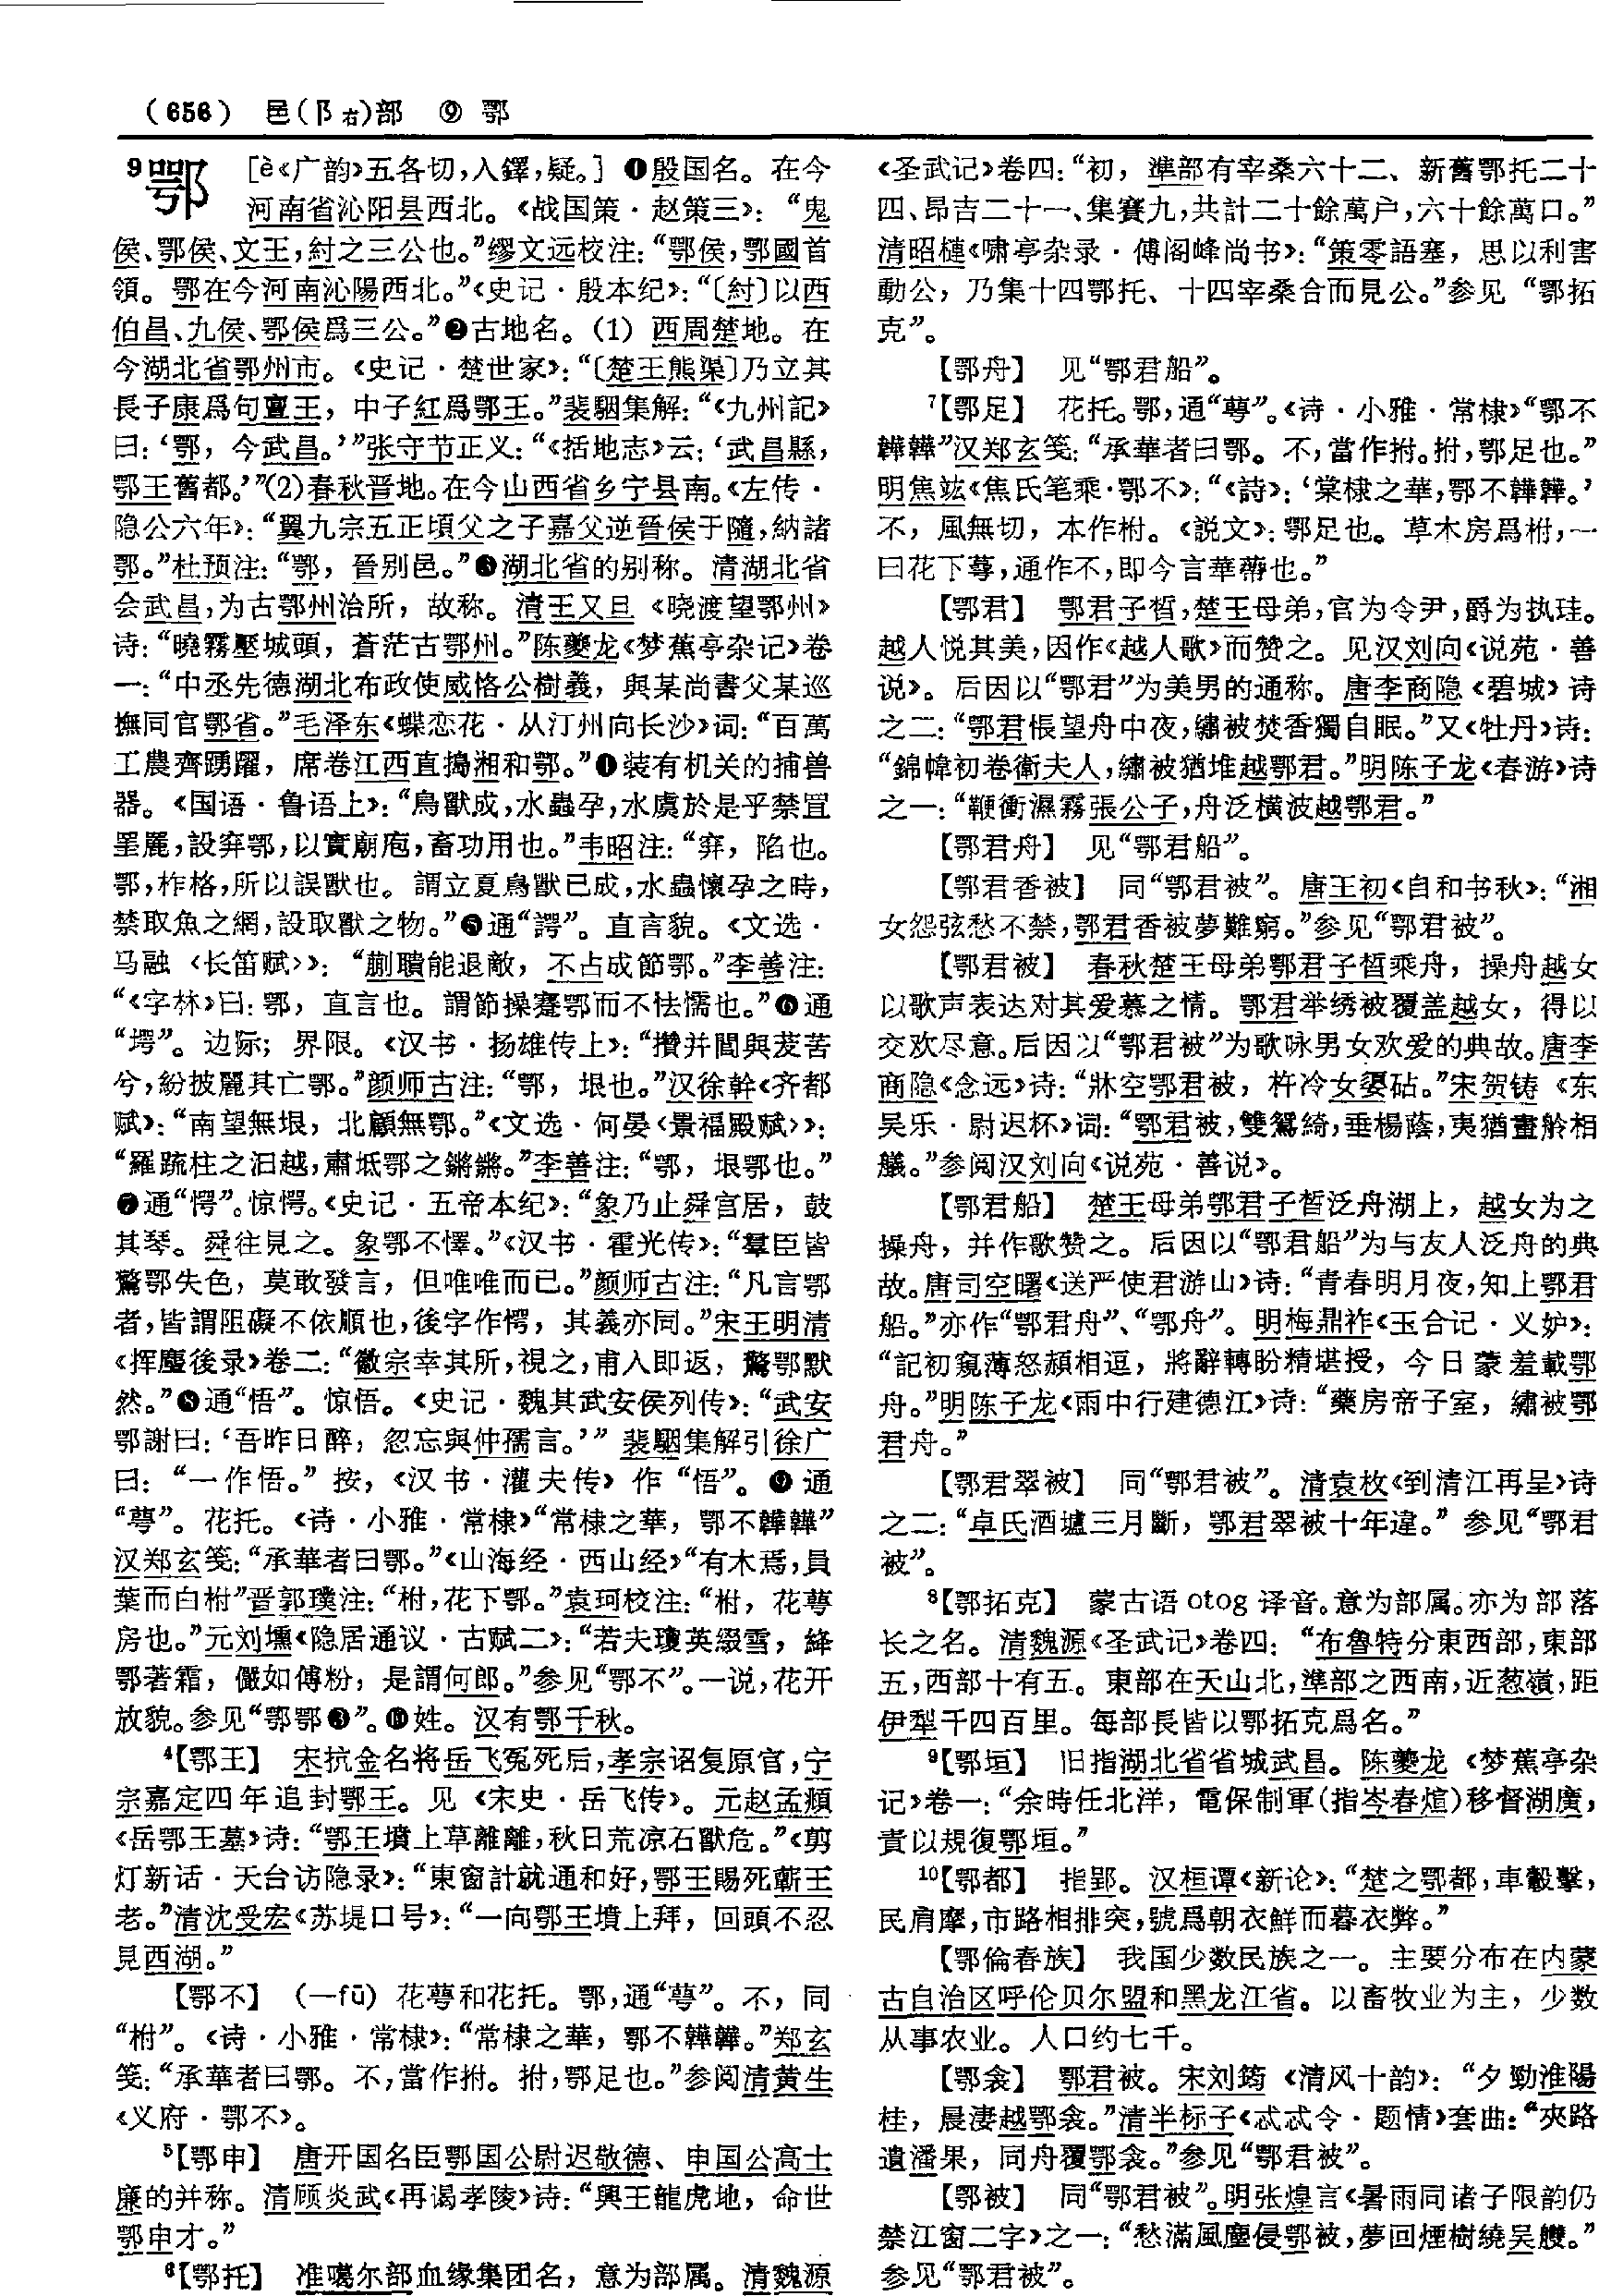 (656) 邑(阝右)部 ⑨ 鄂
9鄂 [è《广韵》五各切,入鐸,疑。] ❶殷国名。在今
河南省沁阳县西北。《战国策·赵策三》:“鬼
侯、鄂侯、文王,紂之三公也。”缪文远校注:“鄂侯,鄂國首
領。鄂在今河南沁陽西北。”《史记·殷本纪》:“〔紂〕以西
伯昌、九侯、鄂侯爲三公。”❷古地名。(1) 西周楚地。在
今湖北省鄂州市。《史记·楚世家》:“〔楚王熊渠〕乃立其
長子康爲句亶王,中子紅爲鄂王。”裴駰集解:“《九州記》
曰:‘鄂,今武昌。’”张守节正义:“《括地志》云:‘武昌縣,
鄂王舊都。’”(2)春秋晋地。在今山西省乡宁县南。《左传·
隐公六年》:“翼九宗五正頃父之子嘉父逆晉侯于隨,納諸
鄂。”杜预注:“鄂,晉别邑。”❸湖北省的别称。清湖北省
会武昌,为古鄂州治所,故称。清王又旦《晓渡望鄂州》
诗:“曉霧壓城頭,蒼茫古鄂州。”陈夔龙《梦蕉亭杂记》卷
一:“中丞先德湖北布政使威恪公樹義,與某尚書父某巡
撫同官鄂省。”毛泽东《蝶恋花·从汀州向长沙》词:“百萬
工農齊踴躍,席卷江西直搗湘和鄂。”❹装有机关的捕兽
器。《国语·鲁语上》:“鳥獸成,水蟲孕,水虞於是乎禁罝
罜䍡,設穽鄂,以實廟庖,畜功用也。”韦昭注:“穽,陷也。
鄂,柞格,所以誤獸也。謂立夏鳥獸已成,水蟲懷孕之時,
禁取魚之網,設取獸之物。”❺通“諤”。直言貌。《文选·
马融〈长笛赋〉》:“蒯聵能退敵,不占成節鄂。”李善注:
“《字林》曰:鄂,直言也。謂節操蹇鄂而不怯懦也。”❻通
“堮”。边际;界限。《汉书·扬雄传上》:“攢并閭與茇𦯄
兮,紛披麗其亡鄂。”颜师古注:“鄂,垠也。”汉徐幹《齐都
赋》:“南望無垠,北顧無鄂。”《文选·何晏〈景福殿赋〉》:
“羅疏柱之汩越,肅坻鄂之鏘鏘。”李善注:“鄂,垠鄂也。”
❼通“愕”。惊愕。《史记·五帝本纪》:“象乃止舜宫居,鼓
其琴。舜往見之。象鄂不懌。”《汉书·霍光传》:“羣臣皆
驚鄂失色,莫敢發言,但唯唯而已。”颜师古注:“凡言鄂
者,皆謂阻礙不依順也,後字作愕,其義亦同。”宋王明清
《挥麈後录》卷二:“徽宗幸其所,視之,甫入即返,驚鄂默
然。”❽通“悟”。惊悟。《史记·魏其武安侯列传》:“武安
鄂謝曰:‘吾昨日醉,忽忘與仲孺言。’”裴駰集解引徐广
曰:“一作悟。”按,《汉书·灌夫传》作“悟”。❾通
“萼”。花托。《诗·小雅·常棣》“常棣之華,鄂不韡韡”
汉郑玄笺:“承華者曰鄂。”《山海经·西山经》“有木焉,員
葉而白柎”晋郭璞注:“柎,花下鄂。”袁珂校注:“柎,花萼
房也。”元刘壎《隐居通议·古赋二》:“若夫瓊英綴雪,絳
鄂著霜,儼如傅粉,是謂何郎。”参见“鄂不”。一说,花开
放貌。参见“鄂鄂❸”。❿姓。汉有鄂千秋。
4【鄂王】 宋抗金名将岳飞冤死后,孝宗诏复原官,宁
宗嘉定四年追封鄂王。见《宋史·岳飞传》。元赵孟頫
《岳鄂王墓》诗:“鄂王墳上草離離,秋日荒凉石獸危。”《剪
灯新话·天台访隐录》:“東窗計就通和好,鄂王賜死蘄王
老。”清沈受宏《苏堤口号》:“一向鄂王墳上拜,回頭不忍
見西湖。”
【鄂不】 (—fū) 花萼和花托。鄂,通“萼”。不,同
“柎”。《诗·小雅·常棣》:“常棣之華,鄂不韡韡。”郑玄
笺:“承華者曰鄂。不,當作拊。拊,鄂足也。”参阅清黄生
《义府·鄂不》。
5【鄂申】 唐开国名臣鄂国公尉迟敬德、申国公高士
廉的并称。清顾炎武《再谒孝陵》诗:“興王龍虎地,命世
鄂申才。”
6【鄂托】 准噶尔部血缘集团名,意为部属。清魏源
《圣武记》卷四:“初,準部有宰桑六十二、新舊鄂托二十
四、昂吉二十一、集賽九,共計二十餘萬户,六十餘萬口。”
清昭槤《啸亭杂录·傅阁峰尚书》:“策零語塞,思以利害
動公,乃集十四鄂托、十四宰桑合而見公。”参见“鄂拓
克”。
【鄂舟】 见“鄂君船”。
7【鄂足】 花托。鄂,通“萼”。《诗·小雅·常棣》“鄂不
韡韡”汉郑玄笺:“承華者曰鄂。不,當作拊。拊,鄂足也。”
明焦竑《焦氏笔乘·鄂不》:“《詩》:‘棠棣之華,鄂不韡韡。’
不,風無切,本作柎。《説文》:鄂足也。草木房爲柎,一
曰花下萼,通作不,即今言華蔕也。”
【鄂君】 鄂君子晳,楚王母弟,官为令尹,爵为执珪。
越人悦其美,因作《越人歌》而赞之。见汉刘向《说苑·善
说》。后因以“鄂君”为美男的通称。唐李商隐《碧城》诗
之二:“鄂君悵望舟中夜,繡被焚香獨自眠。”又《牡丹》诗:
“錦幃初卷衛夫人,繡被猶堆越鄂君。”明陈子龙《春游》诗
之一:“鞭衝濕霧張公子,舟泛横波越鄂君。”
【鄂君舟】 见“鄂君船”。
【鄂君香被】 同“鄂君被”。唐王初《自和书秋》:“湘
女怨弦愁不禁,鄂君香被夢難窮。”参见“鄂君被”。
【鄂君被】 春秋楚王母弟鄂君子晳乘舟,操舟越女
以歌声表达对其爱慕之情。鄂君举绣被覆盖越女,得以
交欢尽意。后因以“鄂君被”为歌咏男女欢爱的典故。唐李
商隐《念远》诗:“牀空鄂君被,杵冷女嬃砧。”宋贺铸《东
吴乐·尉迟杯》词:“鄂君被,雙鴛綺,垂楊蔭,夷猶畫舲相
艤。”参阅汉刘向《说苑·善说》。
【鄂君船】 楚王母弟鄂君子晳泛舟湖上,越女为之
操舟,并作歌赞之。后因以“鄂君船”为与友人泛舟的典
故。唐司空曙《送严使君游山》诗:“青春明月夜,知上鄂君
船。”亦作“鄂君舟”、“鄂舟”。明梅鼎祚《玉合记·义妒》:
“記初窺薄怒頳相逗,將辭轉盼精堪授,今日蒙羞載鄂
舟。”明陈子龙《雨中行建德江》诗:“藥房帝子室,繡被鄂
君舟。”
【鄂君翠被】 同“鄂君被”。清袁枚《到清江再呈》诗
之二:“卓氏酒壚三月斷,鄂君翠被十年違。”参见“鄂君
被”。
8【鄂拓克】 蒙古语 otog 译音。意为部属。亦为部落
长之名。清魏源《圣武记》卷四:“布魯特分東西部,東部
五,西部十有五。東部在天山北,準部之西南,近葱嶺,距
伊犁千四百里。每部長皆以鄂拓克爲名。”
9【鄂垣】 旧指湖北省省城武昌。陈夔龙《梦蕉亭杂
记》卷一:“余時任北洋,電保制軍(指岑春煊)移督湖廣,
責以規復鄂垣。”
10【鄂都】 指郢。汉桓谭《新论》:“楚之鄂都,車轂擊,
民肩摩,市路相排突,號爲朝衣鮮而暮衣弊。”
【鄂倫春族】 我国少数民族之一。主要分布在内蒙
古自治区呼伦贝尔盟和黑龙江省。以畜牧业为主,少数
从事农业。人口约七千。
【鄂衾】 鄂君被。宋刘筠《清风十韵》:“夕勁淮陽
桂,晨淒越鄂衾。”清半标子《忒忒令·题情》套曲:“夾路
遺潘果,同舟覆鄂衾。”参见“鄂君被”。
【鄂被】 同“鄂君被”。明张煌言《暑雨同诸子限韵仍
禁江窗二字》之一:“愁滿風塵侵鄂被,夢回煙樹繞吴艭。”
参见“鄂君被”。